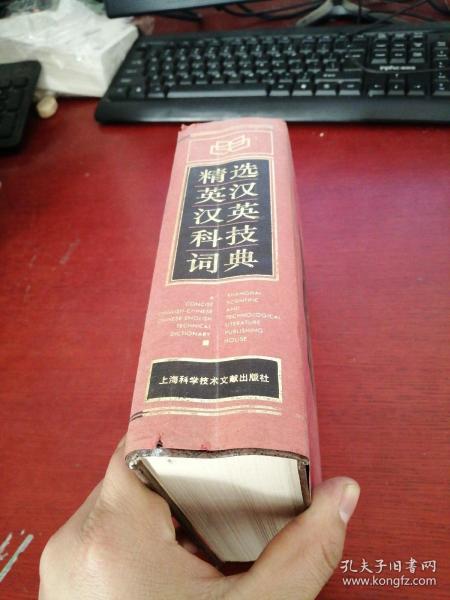 精选
英汉
汉英
科技
词典
A
CONCISE
ENGLISH-CHINESE
CHINESE-ENGLISH
TECHNICAL
DICTIONARY
SHANGHAI
SCIENTIFIC
AND
TECHNOLOGICAL
LITERATURE
PUBLISHING
HOUSE
上海科学技术文献出版社
孔夫子旧书网
www.kongfz.com